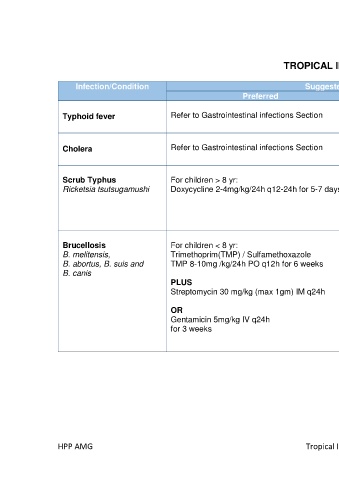 TROPICAL I
Infection/Condition
Suggeste
Preferred
Typhoid fever
Refer to Gastrointestinal infections Section
Cholera
Refer to Gastrointestinal infections Section
Scrub Typhus
Ricketsia tsutsugamushi
For children > 8 yr:
Doxycycline 2-4mg/kg/24h q12-24h for 5-7 days
Brucellosis
B. melitensis,
B. abortus, B. suis and
B. canis
For children < 8 yr:
Trimethoprim(TMP) / Sulfamethoxazole
TMP 8-10mg /kg/24h PO q12h for 6 weeks
PLUS
Streptomycin 30 mg/kg (max 1gm) IM q24h
OR
Gentamicin 5mg/kg IV q24h
for 3 weeks
HPP AMG
Tropical I